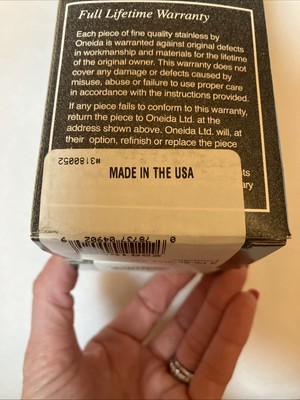 Full Lifetime Warranty
Each piece of fine quality stainless by
Oneida is warranted against original defects
in workmanship and materials for the lifetime
of the original owner. This warranty does not
cover any damage or defects caused by
misuse, abuse or failure to use proper care
in accordance with the instructions provided.
If any piece fails to conform to this warranty,
return the piece to Oneida Ltd. at the
address shown above. Oneida Ltd. will, at
their option, refinish or replace the piece
#3180852
MADE IN THE USA